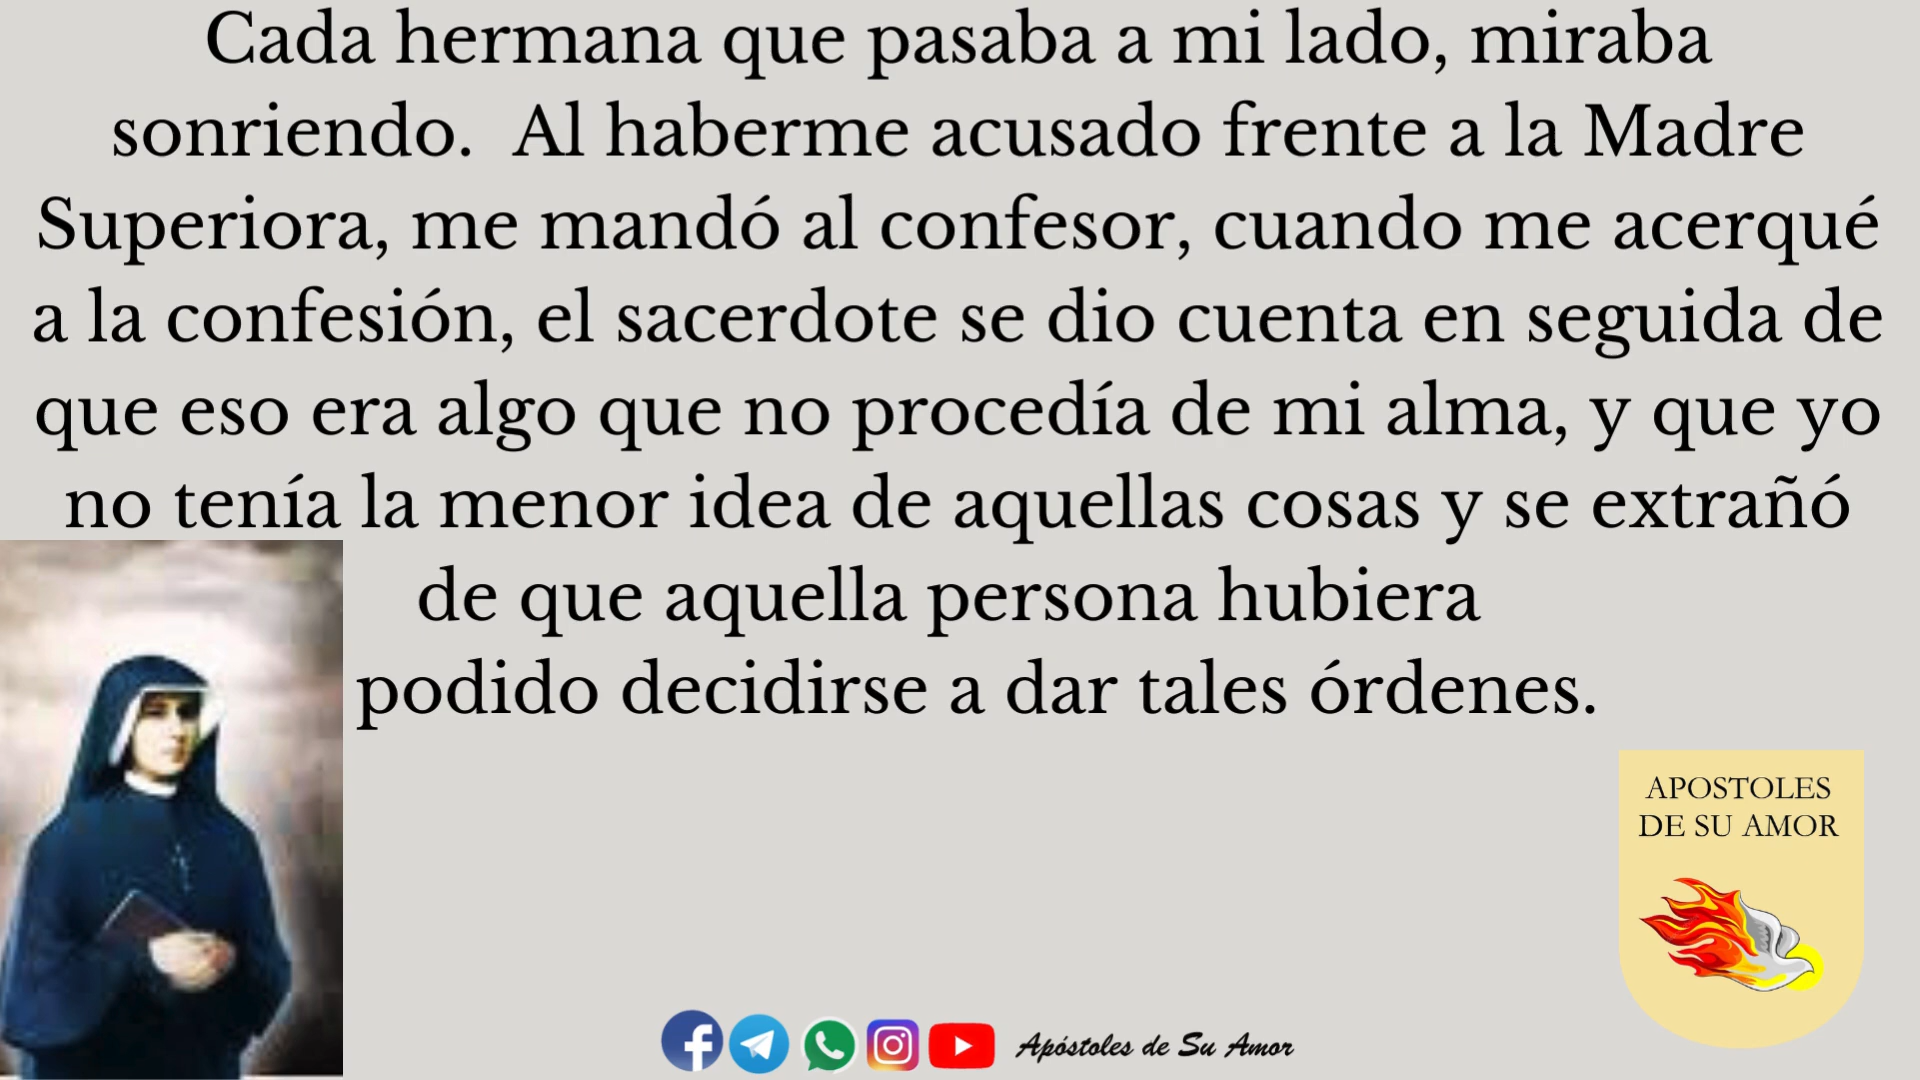 Cada hermana que pasaba a mi lado, miraba
sonriendo.  Al haberme acusado frente a la Madre
Superiora, me mandó al confesor, cuando me acerqué
a la confesión, el sacerdote se dio cuenta en seguida de
que eso era algo que no procedía de mi alma, y que yo
no tenía la menor idea de aquellas cosas y se extrañó
de que aquella persona hubiera
podido decidirse a dar tales órdenes.
APOSTOLES
DE SU AMOR
Apóstoles de Su Amor